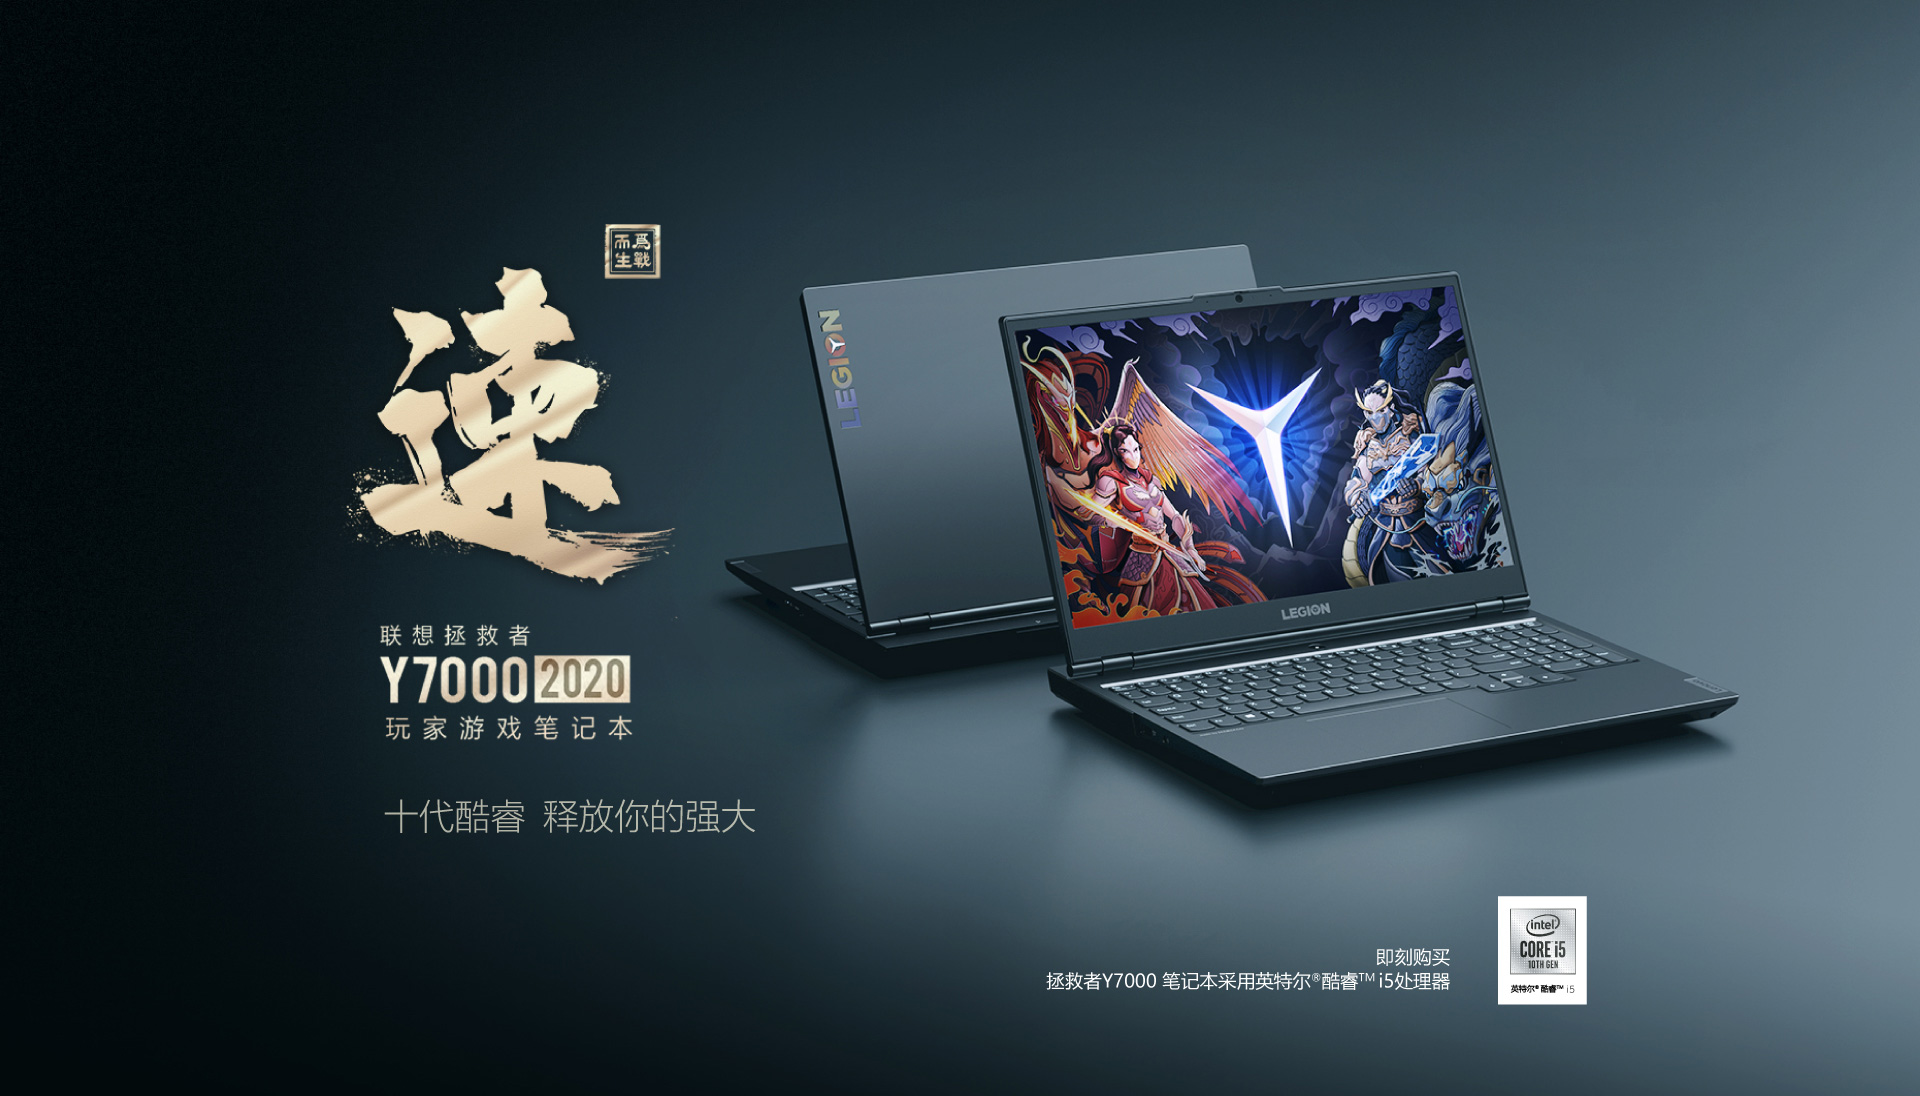 為戰
而生
速
联想拯救者
Y7000 2020
玩家游戏笔记本
十代酷睿 释放你的强大
LEGION
LEGION
即刻购买
拯救者Y7000 笔记本采用英特尔®酷睿™ i5处理器
intel
CORE i5
10TH GEN
英特尔® 酷睿™ i5